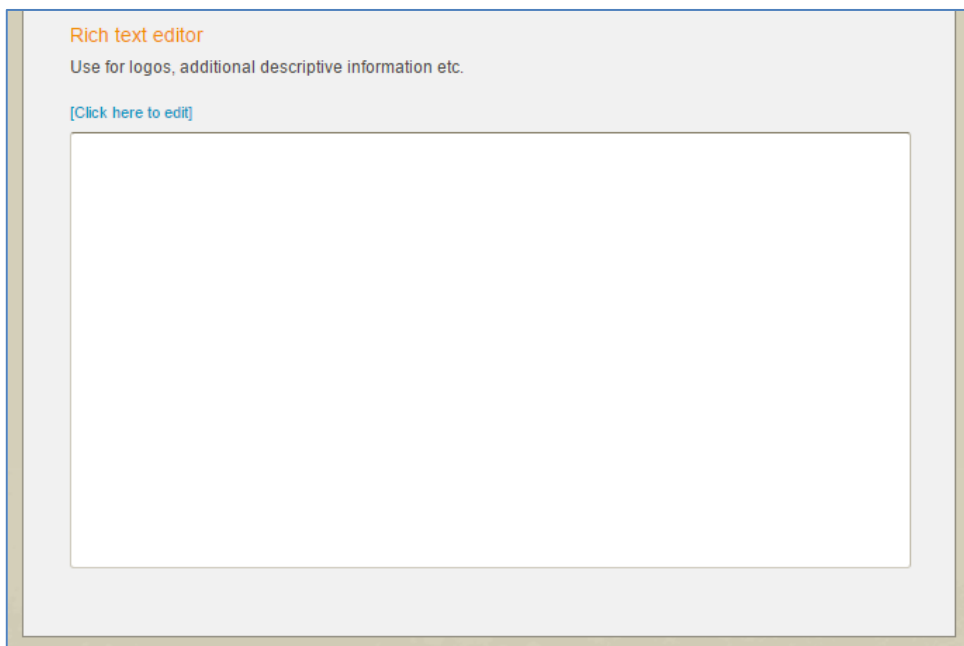 Rich text editor
Use for logos, additional descriptive information etc.
[Click here to edit]